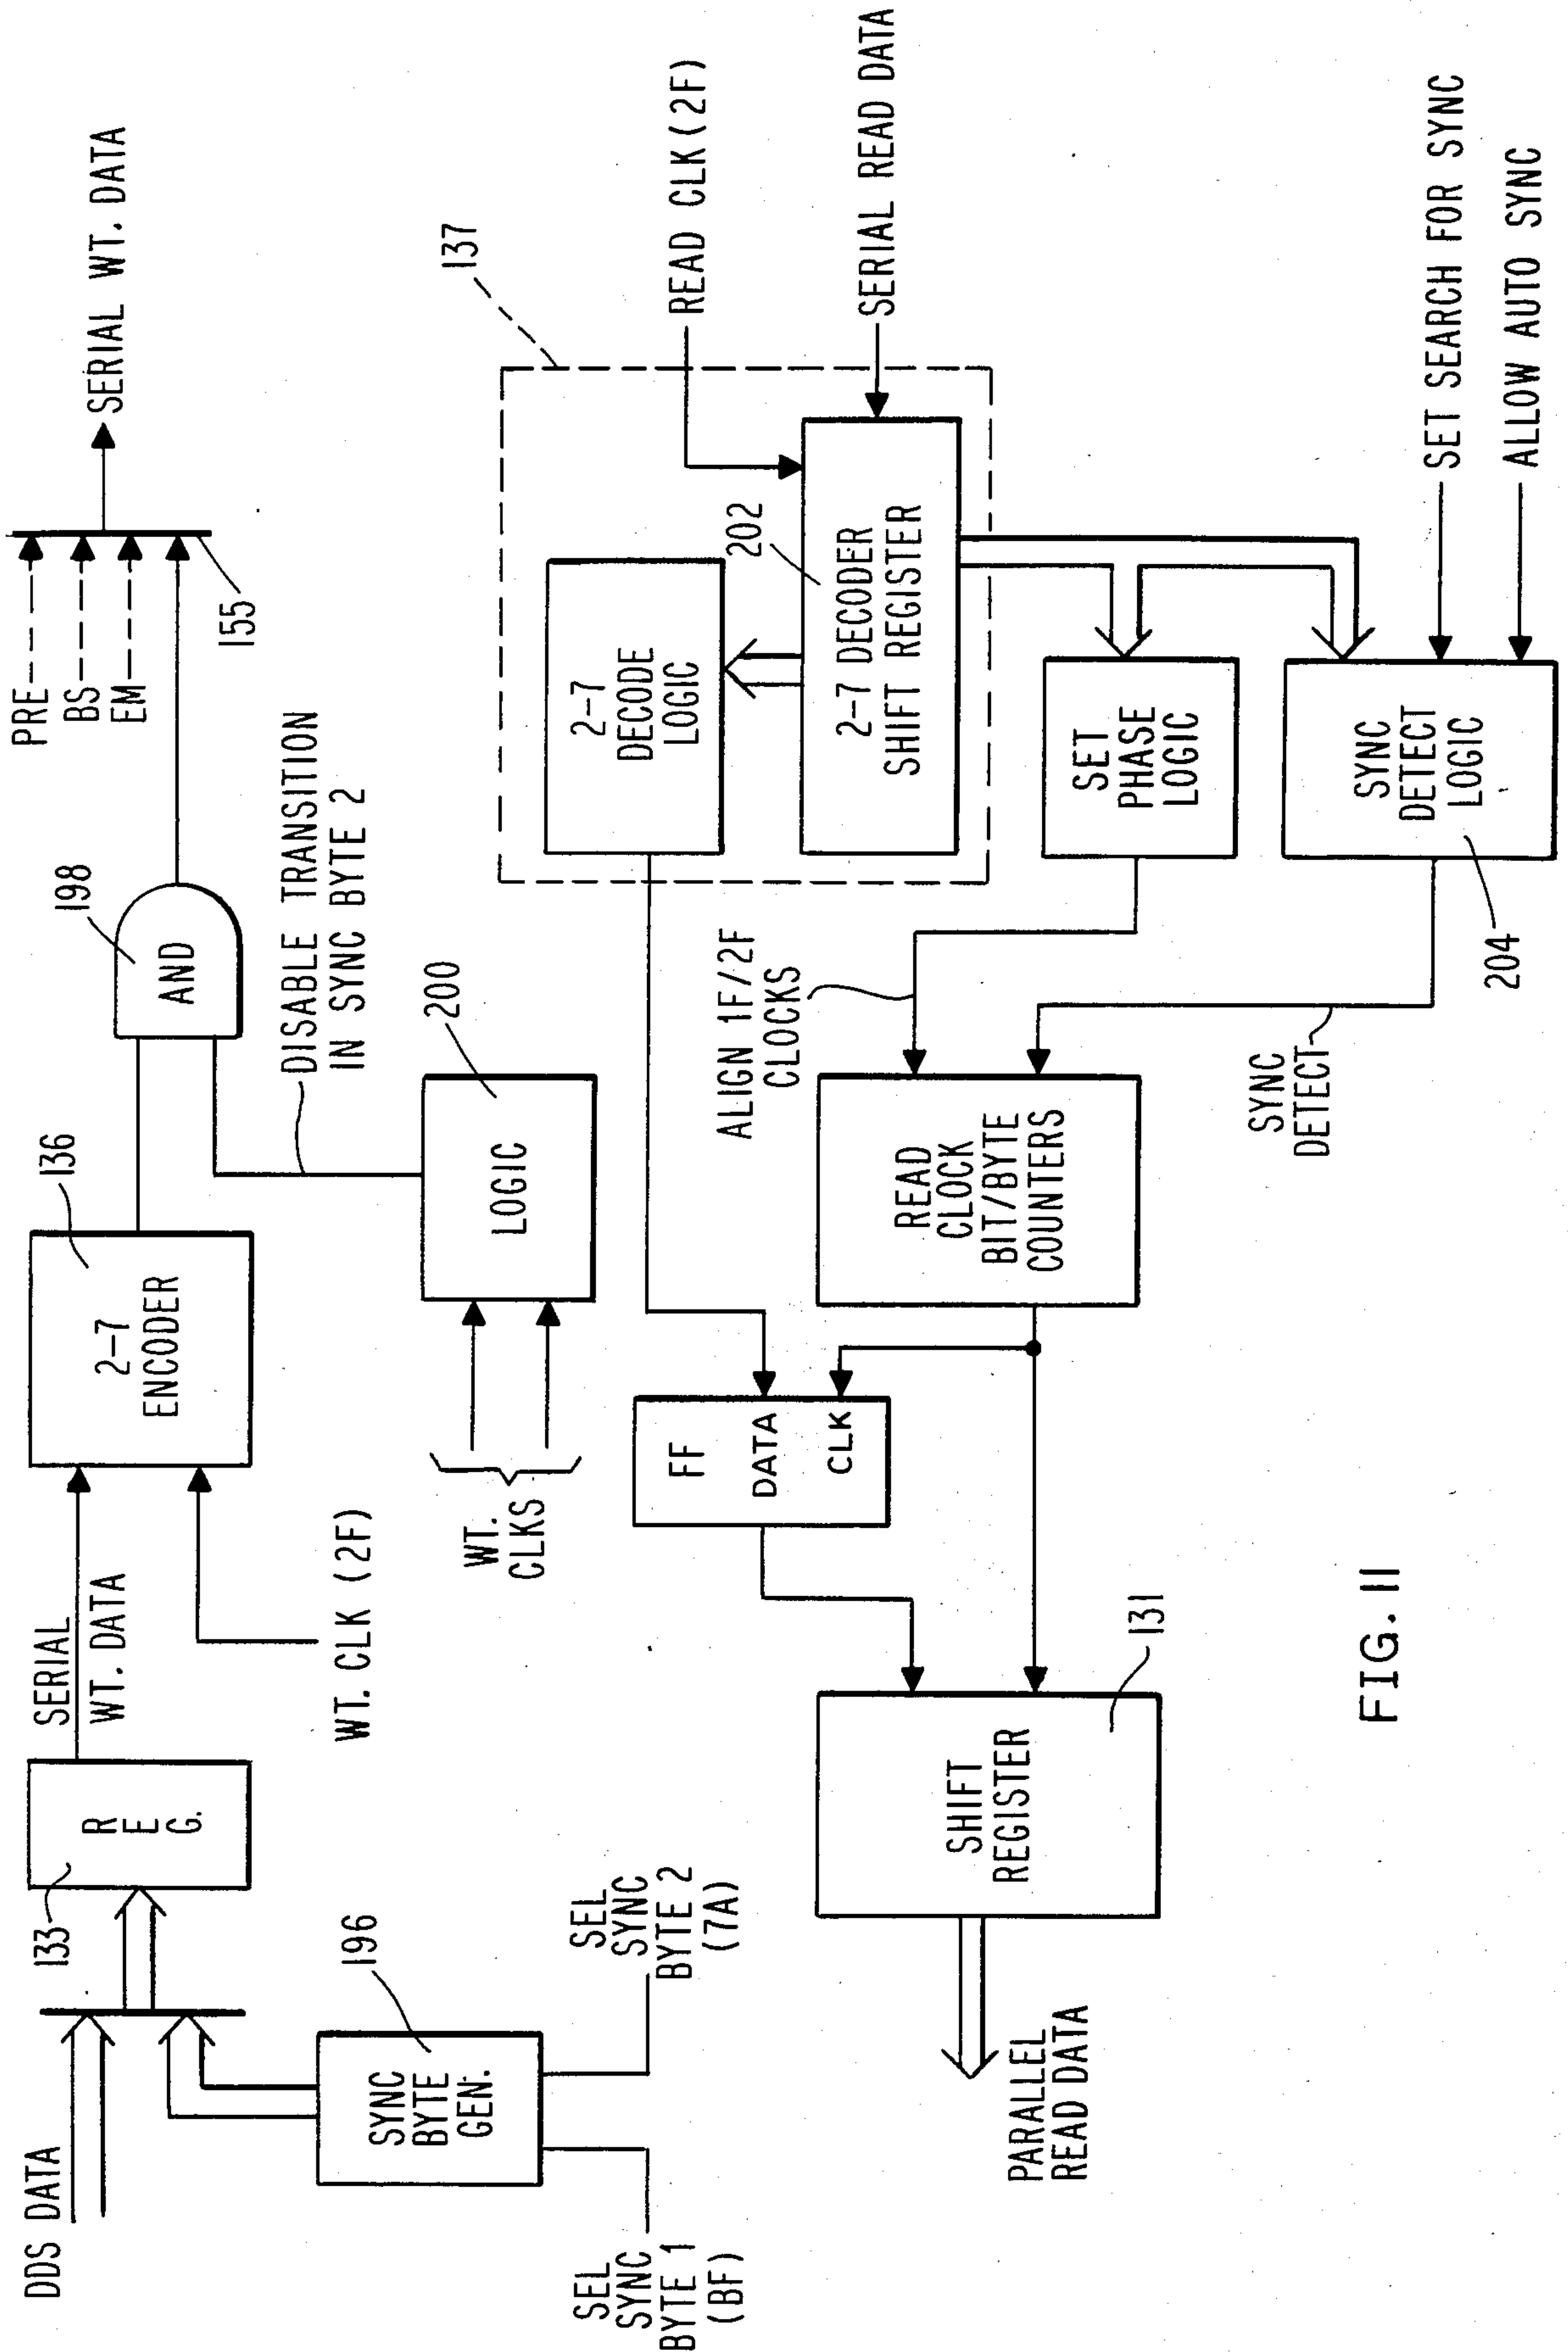 DDS DATA
SEL
SYNC
BYTE 1
(BF)
SYNC
BYTE
GEN.
196
SEL
SYNC
BYTE 2
(7A)
133
R
E
G.
SERIAL
WT. DATA
WT. CLK (2F)
2-7
ENCODER
136
WT.
CLKS
LOGIC
200
DISABLE TRANSITION
IN SYNC BYTE 2
AND
198
PRE
BS
EM
155
SERIAL WT. DATA
PARALLEL
READ DATA
SHIFT
REGISTER
131
FF
DATA
CLK
READ
CLOCK
BIT/BYTE
COUNTERS
ALIGN 1F/2F
CLOCKS
SYNC
DETECT
2-7
DECODE
LOGIC
202
2-7 DECODER
SHIFT REGISTER
137
READ CLK (2F)
SERIAL READ DATA
SET
PHASE
LOGIC
SYNC
DETECT
LOGIC
204
SET SEARCH FOR SYNC
ALLOW AUTO SYNC
FIG. 11